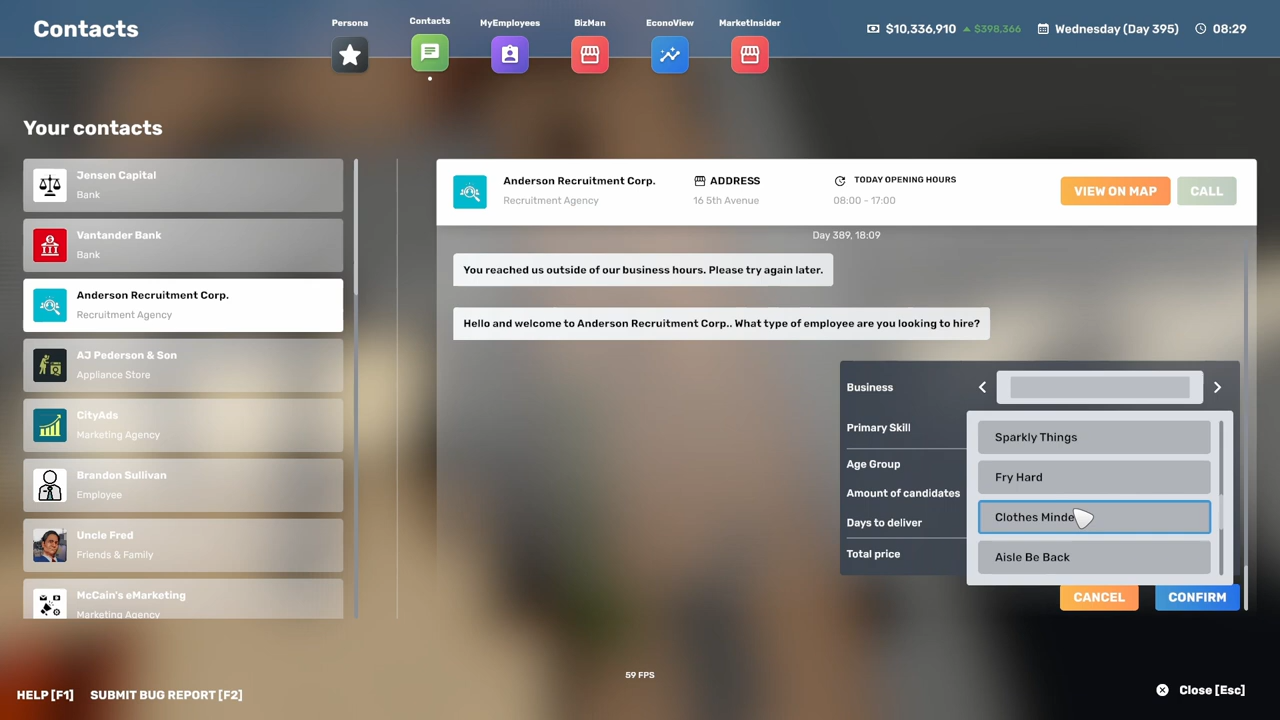 Contacts
Persona
Contacts
MyEmployees
BizMan
EconoView
MarketInsider
$10,336,910
$398,366
Wednesday (Day 395)
08:29
Your contacts
Jensen Capital
Bank
Vantander Bank
Bank
Anderson Recruitment Corp.
Recruitment Agency
AJ Pederson & Son
Appliance Store
CityAds
Marketing Agency
Brandon Sullivan
Employee
Uncle Fred
Friends & Family
McCain's eMarketing
Marketing Agency
Anderson Recruitment Corp.
Recruitment Agency
ADDRESS
16 5th Avenue
TODAY OPENING HOURS
08:00 - 17:00
VIEW ON MAP
CALL
Day 389, 18:09
You reached us outside of our business hours. Please try again later.
Hello and welcome to Anderson Recruitment Corp.. What type of employee are you looking to hire?
Business
Primary Skill
Age Group
Amount of candidates
Days to deliver
Total price
Sparkly Things
Fry Hard
Clothes Minde
Aisle Be Back
CANCEL
CONFIRM
59 FPS
HELP [F1]
SUBMIT BUG REPORT [F2]
Close [Esc]